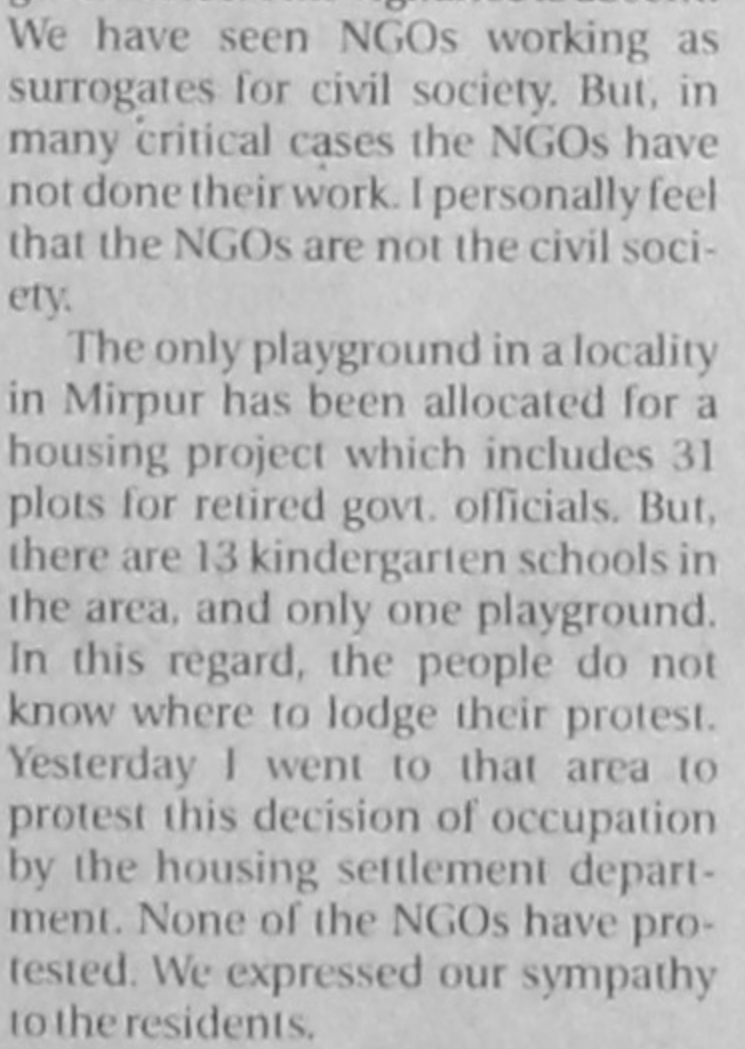 We have seen NGOs working as
surrogates for civil society. But, in
many critical cases the NGOs have
not done their work. I personally feel
that the NGOs are not the civil soci-
ety.
The only playground in a locality
in Mirpur has been allocated for a
housing project which includes 31
plots for retired govt. officials. But,
there are 13 kindergarten schools in
the area, and only one playground.
In this regard, the people do not
know where to lodge their protest.
Yesterday I went to that area to
protest this decision of occupation
by the housing settlement depart-
ment. None of the NGOs have pro-
tested. We expressed our sympathy
to the residents.